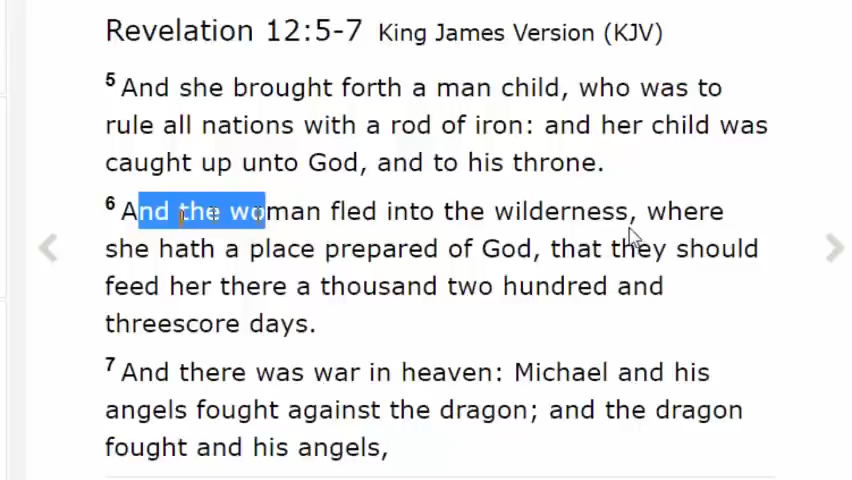 Revelation 12:5-7 King James Version (KJV)
5 And she brought forth a man child, who was to
rule all nations with a rod of iron: and her child was
caught up unto God, and to his throne.
6 And the woman fled into the wilderness, where
she hath a place prepared of God, that they should
feed her there a thousand two hundred and
threescore days.
7 And there was war in heaven: Michael and his
angels fought against the dragon; and the dragon
fought and his angels,